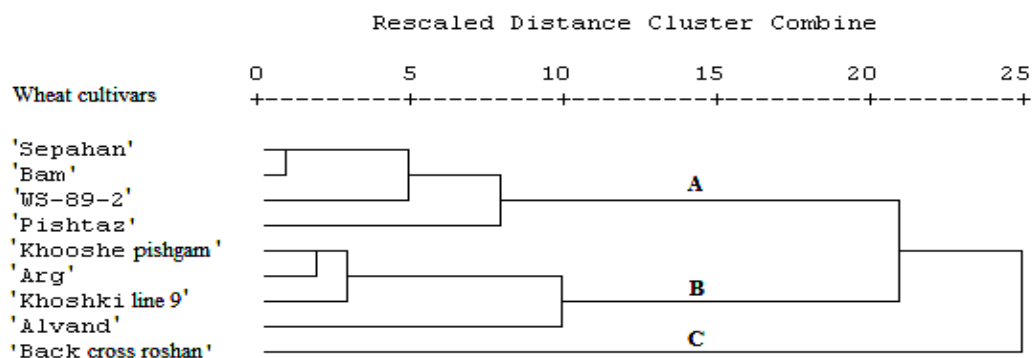 Rescaled Distance Cluster Combine
0 5 10 15 20 25
Wheat cultivars
'Sepahan'
'Bam'
'WS-89-2'
A
'Pishtaz'
'Khooshe pishgam'
'Arg'
'Khoshki line 9'
B
'Alvand'
C
'Back cross roshan'